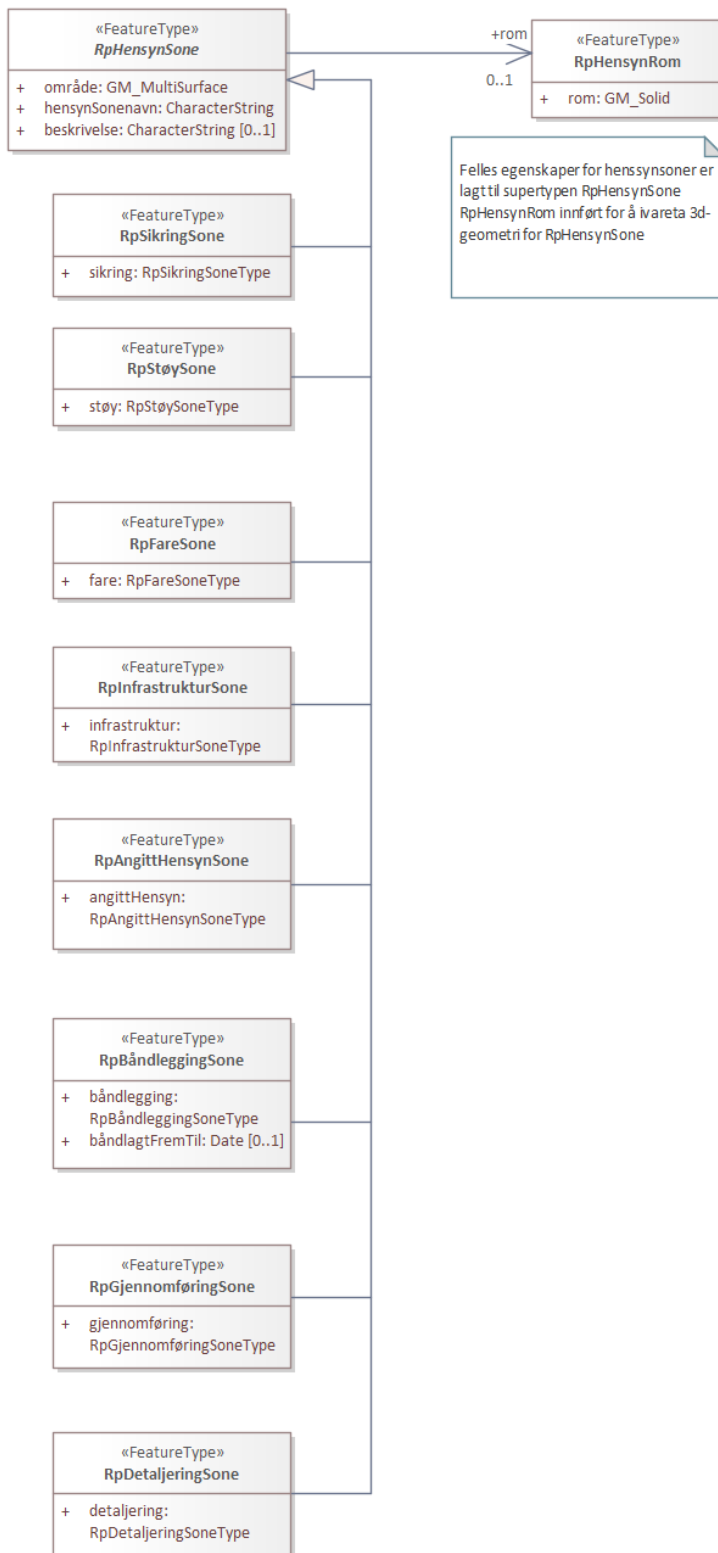 «FeatureType»
RpHensynSone
+ område: GM_MultiSurface
+ hensynSonenavn: CharacterString
+ beskrivelse: CharacterString [0..1]
+rom
0..1
«FeatureType»
RpHensynRom
+ rom: GM_Solid
Felles egenskaper for henssynsoner er
lagt til supertypen RpHensynSone
RpHensynRom innført for å ivareta 3d-
geometri for RpHensynSone
«FeatureType»
RpSikringSone
+ sikring: RpSikringSoneType
«FeatureType»
RpStøySone
+ støy: RpStøySoneType
«FeatureType»
RpFareSone
+ fare: RpFareSoneType
«FeatureType»
RpInfrastrukturSone
+ infrastruktur:
RpInfrastrukturSoneType
«FeatureType»
RpAngittHensynSone
+ angittHensyn:
RpAngittHensynSoneType
«FeatureType»
RpBåndleggingSone
+ båndlegging:
RpBåndleggingSoneType
+ båndlagtFremTil: Date [0..1]
«FeatureType»
RpGjennomføringSone
+ gjennomføring:
RpGjennomføringSoneType
«FeatureType»
RpDetaljeringSone
+ detaljering:
RpDetaljeringSoneType